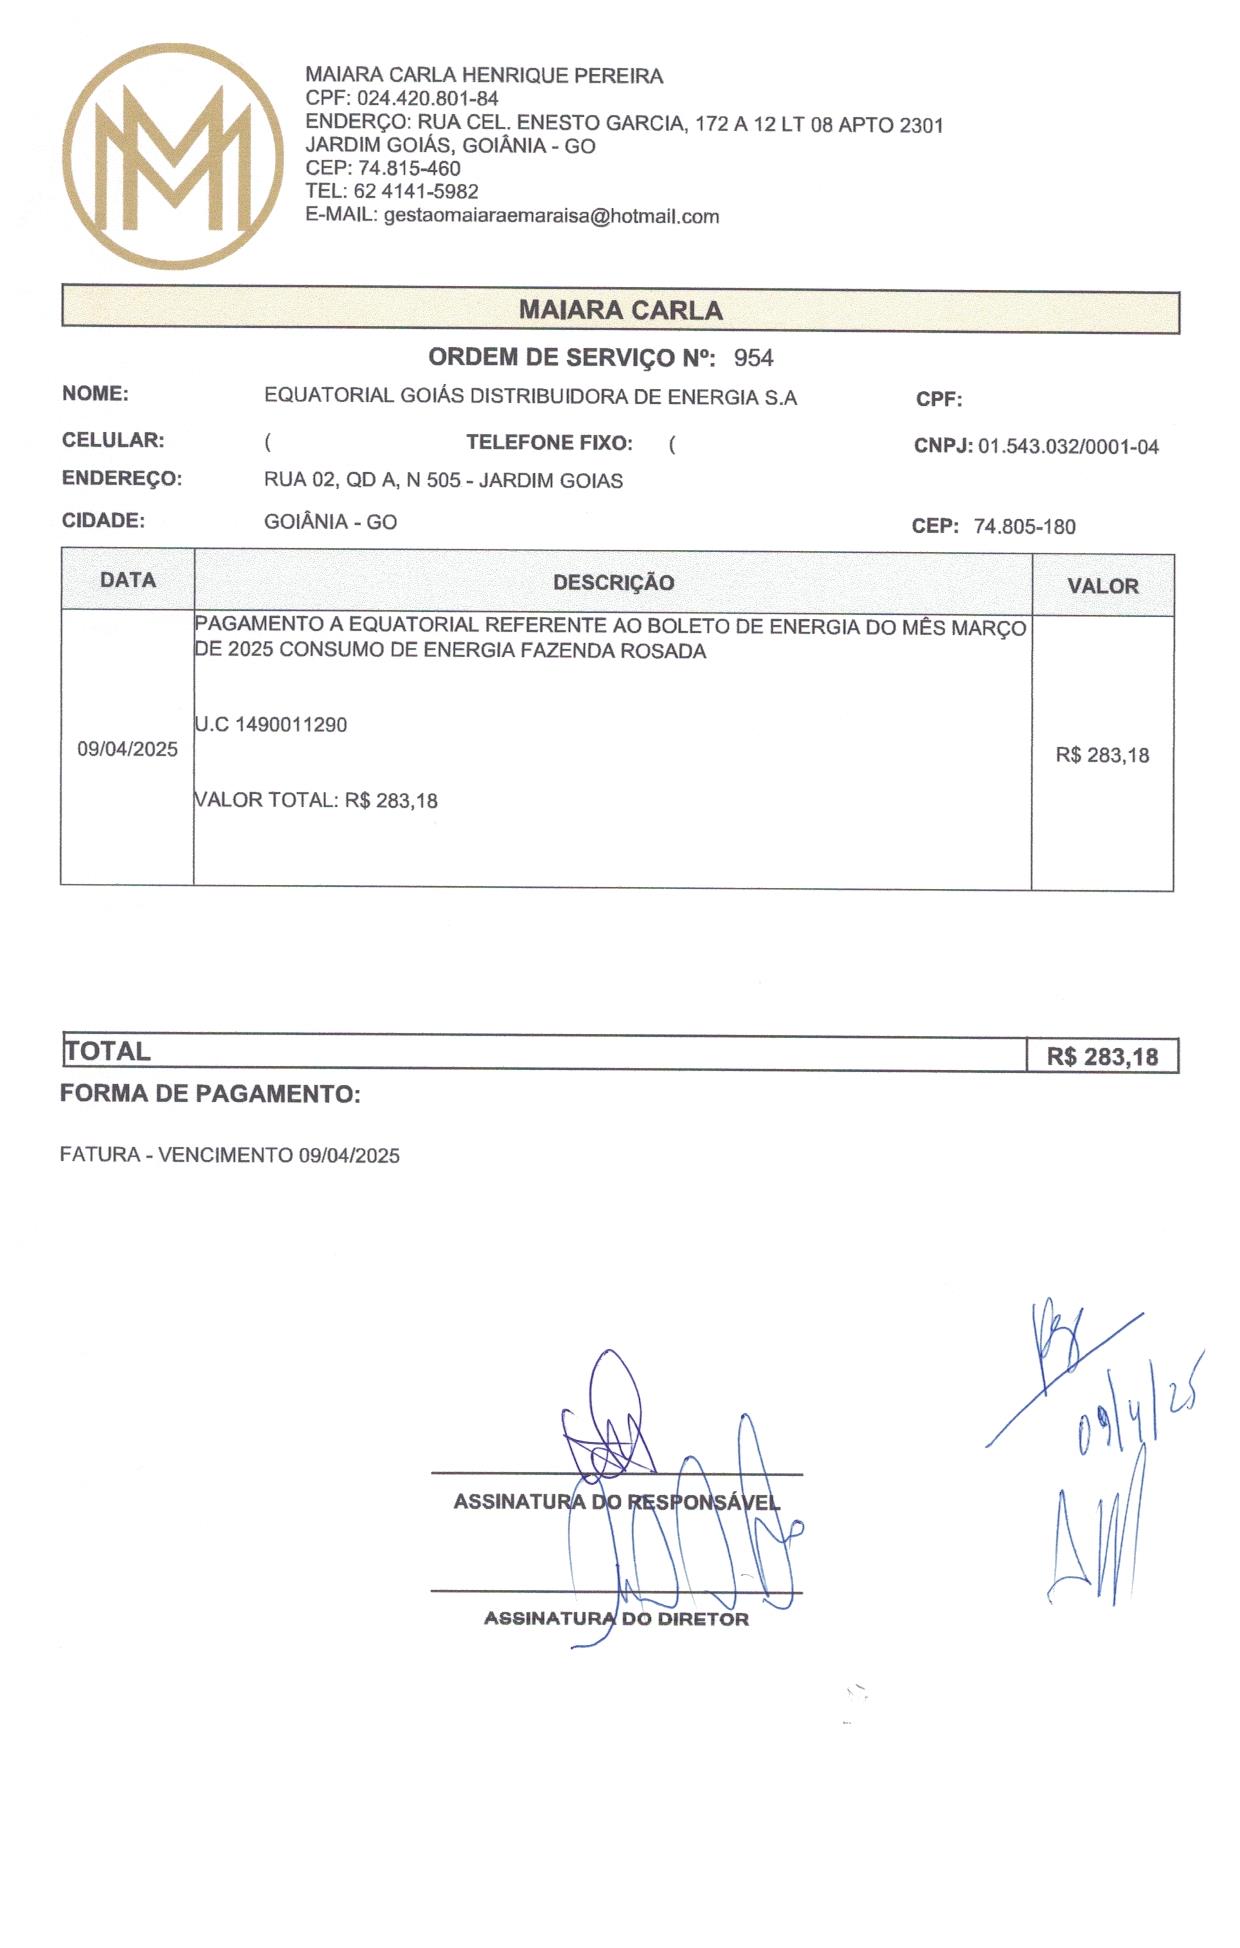 MAIARA CARLA HENRIQUE PEREIRA
CPF: 024.420.801-84
ENDERÇO: RUA CEL. ENESTO GARCIA, 172 A 12 LT 08 APTO 2301
JARDIM GOIÁS, GOIÂNIA - GO
CEP: 74.815-460
TEL: 62 4141-5982
E-MAIL: gestaomaiaraemaraisa@hotmail.com
MAIARA CARLA
ORDEM DE SERVIÇO Nº: 954
NOME: EQUATORIAL GOIÁS DISTRIBUIDORA DE ENERGIA S.A CPF:
CELULAR: ( TELEFONE FIXO: ( CNPJ: 01.543.032/0001-04
ENDEREÇO: RUA 02, QD A, N 505 - JARDIM GOIAS
CIDADE: GOIÂNIA - GO CEP: 74.805-180
DATA DESCRIÇÃO VALOR
PAGAMENTO A EQUATORIAL REFERENTE AO BOLETO DE ENERGIA DO MÊS MARÇO
DE 2025 CONSUMO DE ENERGIA FAZENDA ROSADA
U.C 1490011290
09/04/2025 R$ 283,18
VALOR TOTAL: R$ 283,18
TOTAL R$ 283,18
FORMA DE PAGAMENTO:
FATURA - VENCIMENTO 09/04/2025
09/4/25
ASSINATURA DO RESPONSÁVEL
ASSINATURA DO DIRETOR